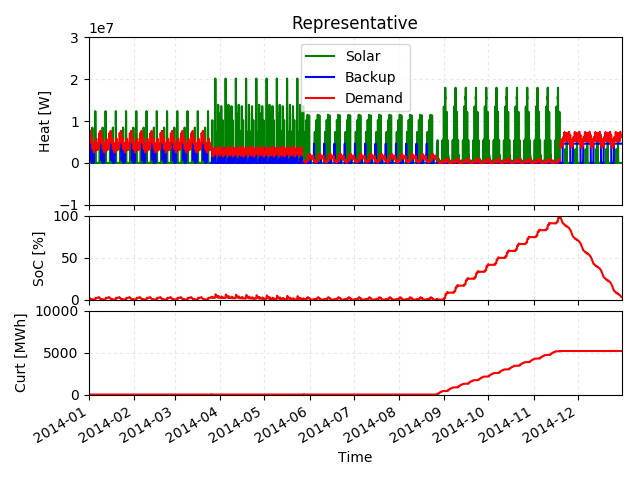 Representative
1e7
3
2
1
0
−1
Heat [W]
Solar
Backup
Demand
100
50
0
SoC [%]
10000
5000
0
Curt [MWh]
2014-01
2014-02
2014-03
2014-04
2014-05
2014-06
2014-07
2014-08
2014-09
2014-10
2014-11
2014-12
Time